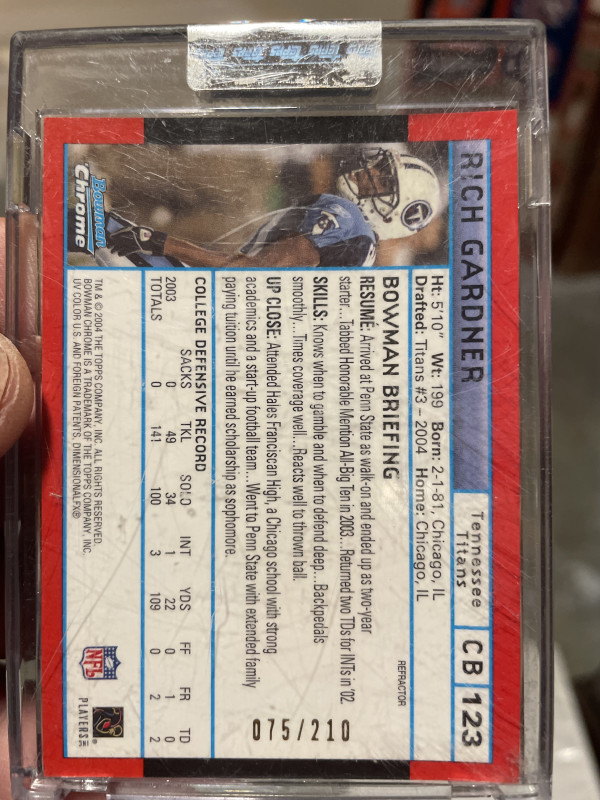 RICH GARDNER
Tennessee
Titans
CB
123
Ht: 5'10" Wt: 199 Born: 2-1-81, Chicago, IL
Drafted: Titans #3 – 2004 Home: Chicago, IL
BOWMAN BRIEFING
REFRACTOR
RESUMÉ: Arrived at Penn State as walk-on and ended up as two-year
starter...Tabbed Honorable Mention All-Big Ten in 2003...Returned two TDs for INTs in '02.
SKILLS: Knows when to gamble and when to defend deep...Backpedals
smoothly...Times coverage well...Reacts well to thrown ball.
UP CLOSE: Attended Hales Franciscan High, a Chicago school with strong
academics and a start-up football team...Went to Penn State with extended family
paying tuition until he earned scholarship as sophomore.
075/210
COLLEGE DEFENSIVE RECORD
SACKS TKL SOLO INT YDS FF FR TD
2003 0 49 34 1 22 0 1 0
TOTALS 0 141 100 3 109 0 2 2
Bowman
Chrome
TM & © 2004 THE TOPPS COMPANY, INC. ALL RIGHTS RESERVED.
BOWMAN CHROME IS A TRADEMARK OF THE TOPPS COMPANY, INC.
UV COLOR U.S. AND FOREIGN PATENTS, DIMENSIONALFX®
NFL
PLAYERS INC
Topps Topps Topps